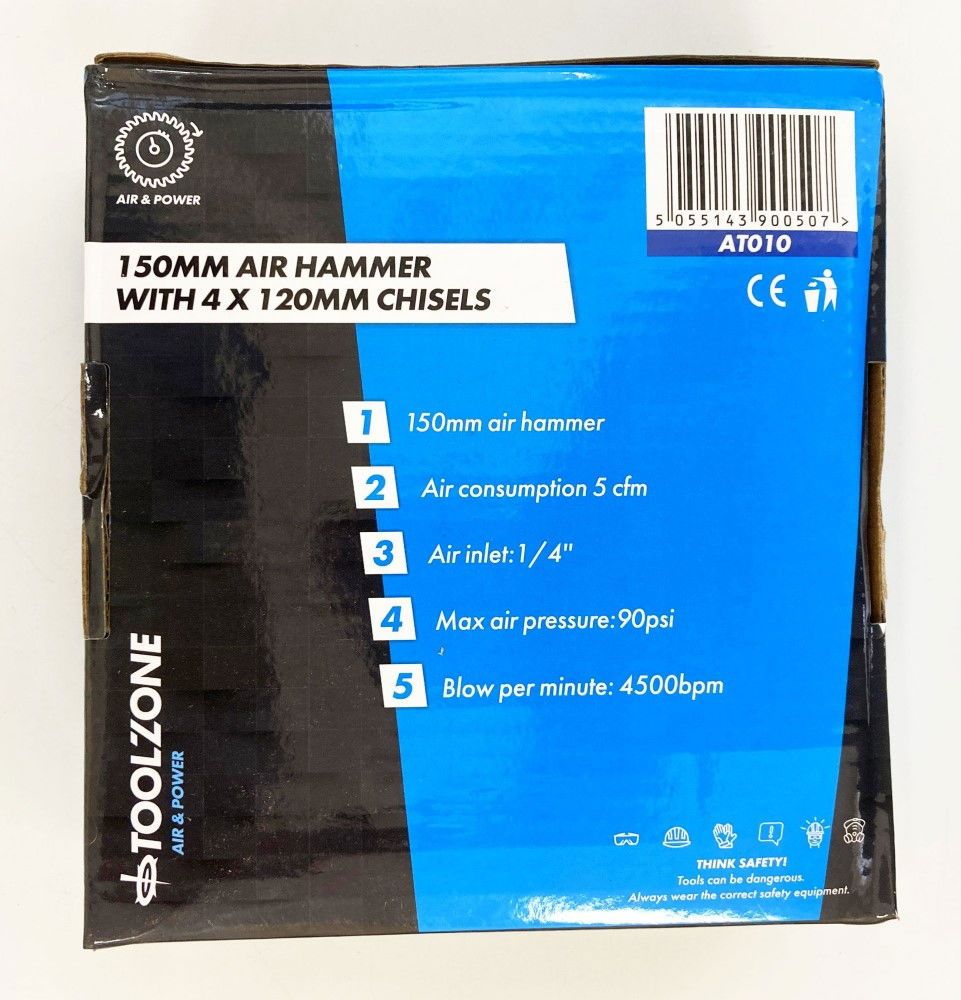 AIR & POWER
5 055143 900507 >
AT010
CE
150MM AIR HAMMER
WITH 4 X 120MM CHISELS
1 150mm air hammer
2 Air consumption 5 cfm
3 Air inlet:1/4"
4 Max air pressure:90psi
5 Blow per minute: 4500bpm
TOOLZONE
AIR & POWER
THINK SAFETY!
Tools can be dangerous.
Always wear the correct safety equipment.